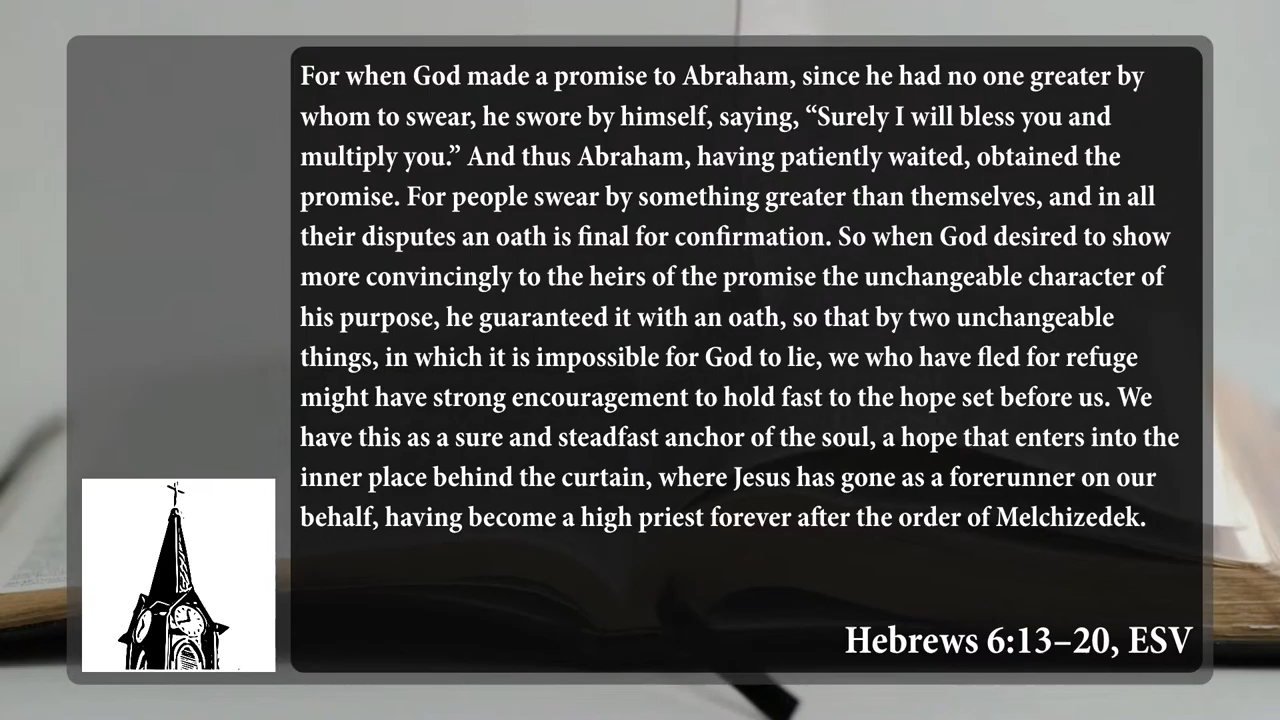 For when God made a promise to Abraham, since he had no one greater by
whom to swear, he swore by himself, saying, “Surely I will bless you and
multiply you.” And thus Abraham, having patiently waited, obtained the
promise. For people swear by something greater than themselves, and in all
their disputes an oath is final for confirmation. So when God desired to show
more convincingly to the heirs of the promise the unchangeable character of
his purpose, he guaranteed it with an oath, so that by two unchangeable
things, in which it is impossible for God to lie, we who have fled for refuge
might have strong encouragement to hold fast to the hope set before us. We
have this as a sure and steadfast anchor of the soul, a hope that enters into the
inner place behind the curtain, where Jesus has gone as a forerunner on our
behalf, having become a high priest forever after the order of Melchizedek.
Hebrews 6:13–20, ESV